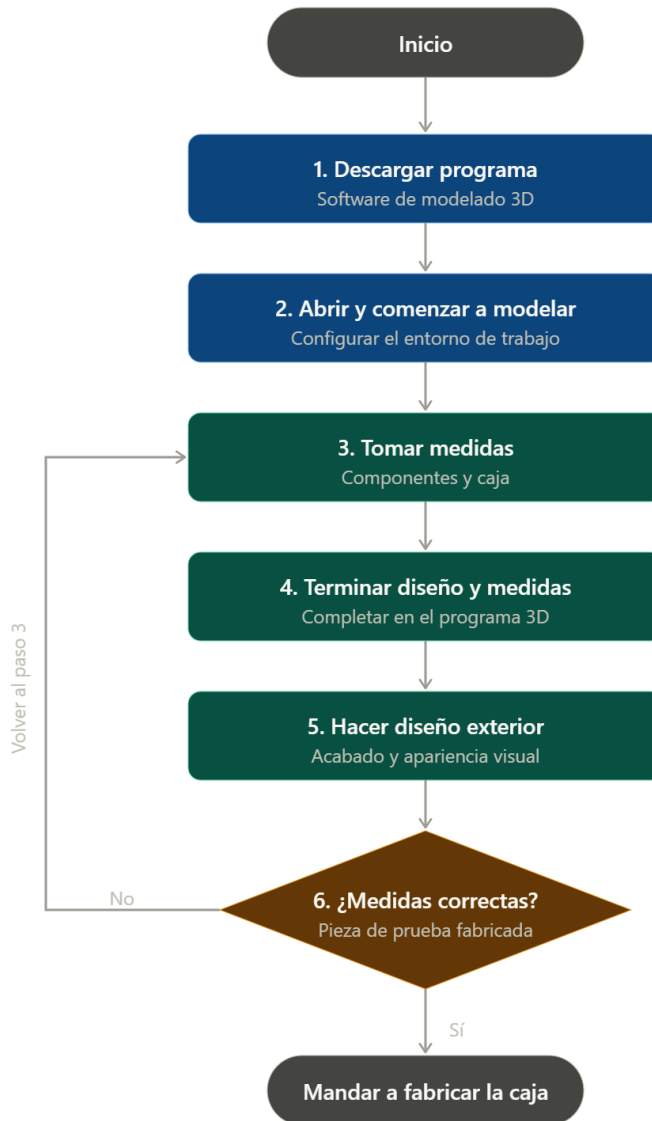 Inicio
1. Descargar programa
Software de modelado 3D
2. Abrir y comenzar a modelar
Configurar el entorno de trabajo
3. Tomar medidas
Componentes y caja
4. Terminar diseño y medidas
Completar en el programa 3D
5. Hacer diseño exterior
Acabado y apariencia visual
Volver al paso 3
6. ¿Medidas correctas?
Pieza de prueba fabricada
No
Sí
Mandar a fabricar la caja